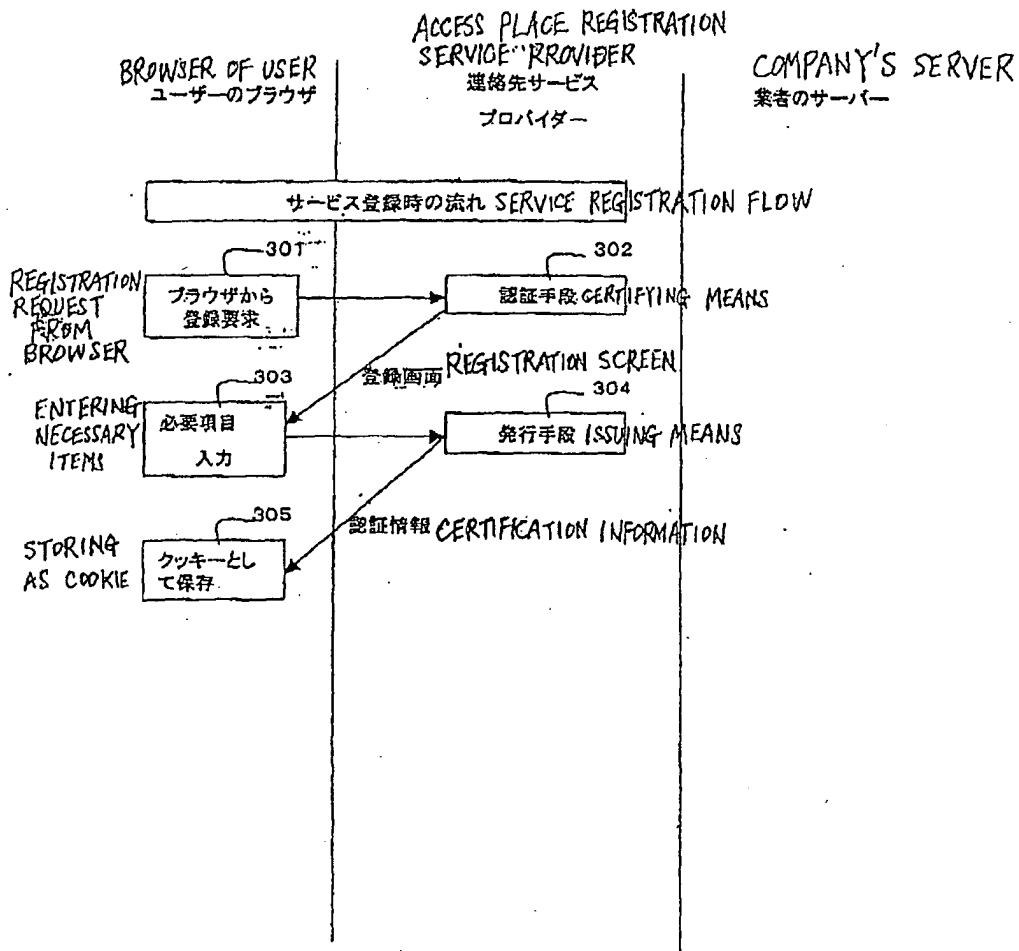 BROWSER OF USER
ユーザーのブラウザ
ACCESS PLACE REGISTRATION
SERVICE PRROVIDER
連絡先サービス
プロバイダー
COMPANY'S SERVER
業者のサーバー
サービス登録時の流れ SERVICE REGISTRATION FLOW
301
302
REGISTRATION
REQUEST
FROM
BROWSER
ブラウザから
登録要求
認証手段 CERTIFYING MEANS
登録画面 REGISTRATION SCREEN
303
304
ENTERING
NECESSARY
ITEMS
必要項目
入力
発行手段 ISSUING MEANS
305
認証情報 CERTIFICATION INFORMATION
STORING
AS COOKIE
クッキーとし
て保存